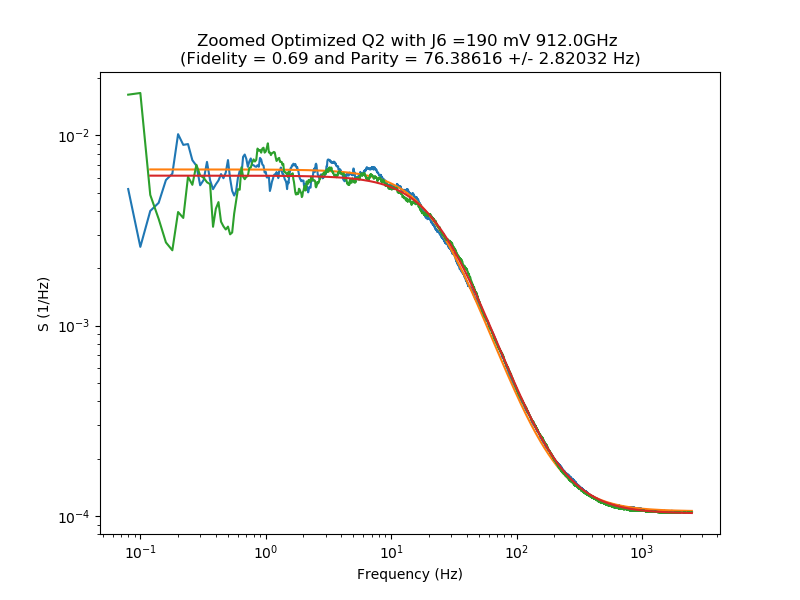 Zoomed Optimized Q2 with J6 =190 mV 912.0GHz
(Fidelity = 0.69 and Parity = 76.38616 +/- 2.82032 Hz)
S (1/Hz)
10⁻²
10⁻³
10⁻⁴
10⁻¹ 10⁰ 10¹ 10² 10³
Frequency (Hz)